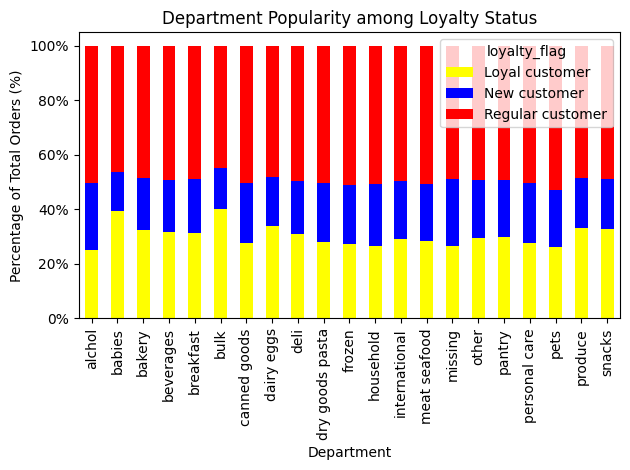 Department Popularity among Loyalty Status
Percentage of Total Orders (%)
100%
80%
60%
40%
20%
0%
loyalty_flag
Loyal customer
New customer
Regular customer
alchol
babies
bakery
beverages
breakfast
bulk
canned goods
dairy eggs
deli
dry goods pasta
frozen
household
international
meat seafood
missing
other
pantry
personal care
pets
produce
snacks
Department